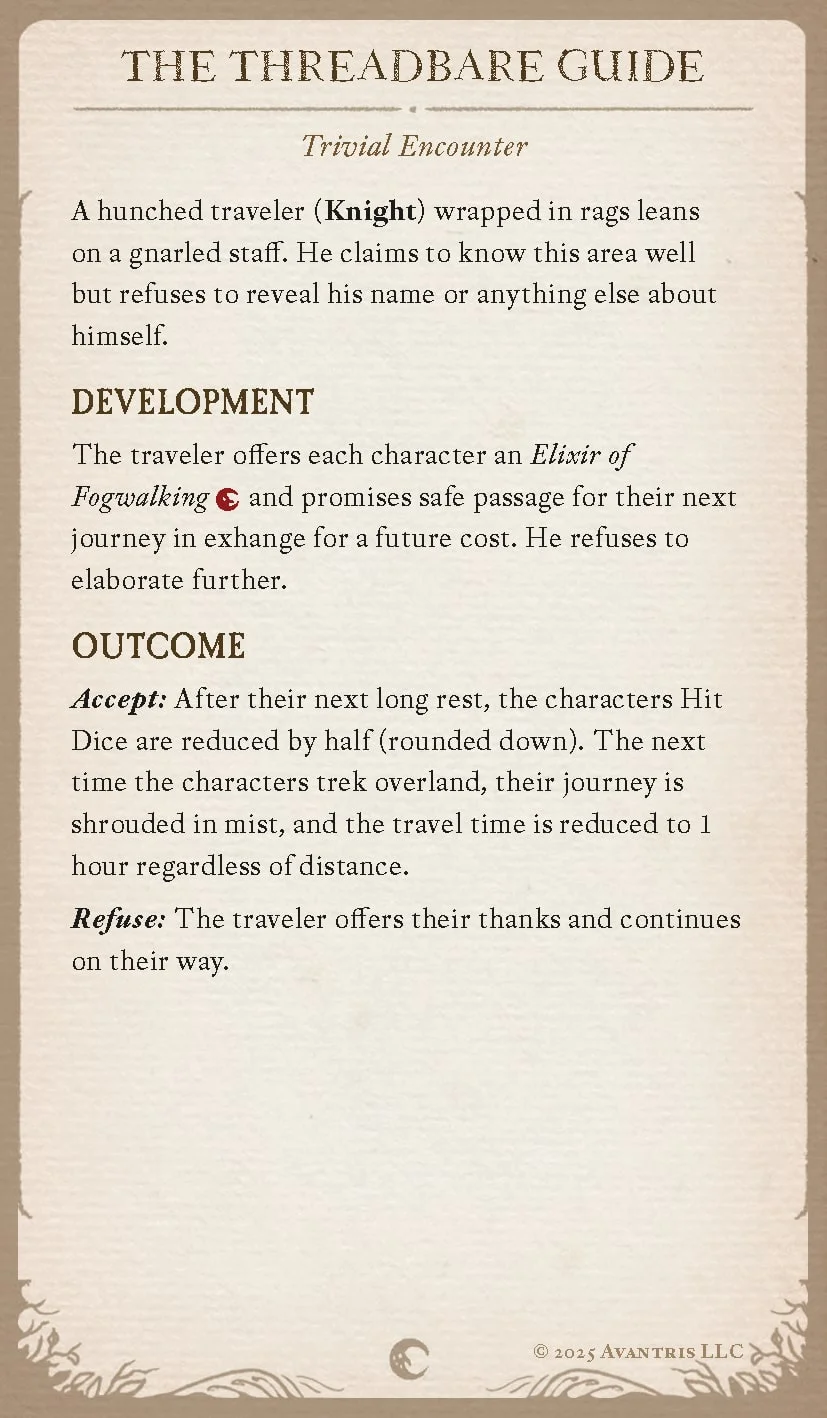 THE THREADBARE GUIDE
Trivial Encounter
A hunched traveler (Knight) wrapped in rags leans
on a gnarled staff. He claims to know this area well
but refuses to reveal his name or anything else about
himself.
DEVELOPMENT
The traveler offers each character an Elixir of
Fogwalking and promises safe passage for their next
journey in exhange for a future cost. He refuses to
elaborate further.
OUTCOME
Accept: After their next long rest, the characters Hit
Dice are reduced by half (rounded down). The next
time the characters trek overland, their journey is
shrouded in mist, and the travel time is reduced to 1
hour regardless of distance.
Refuse: The traveler offers their thanks and continues
on their way.
© 2025 AVANTRIS LLC